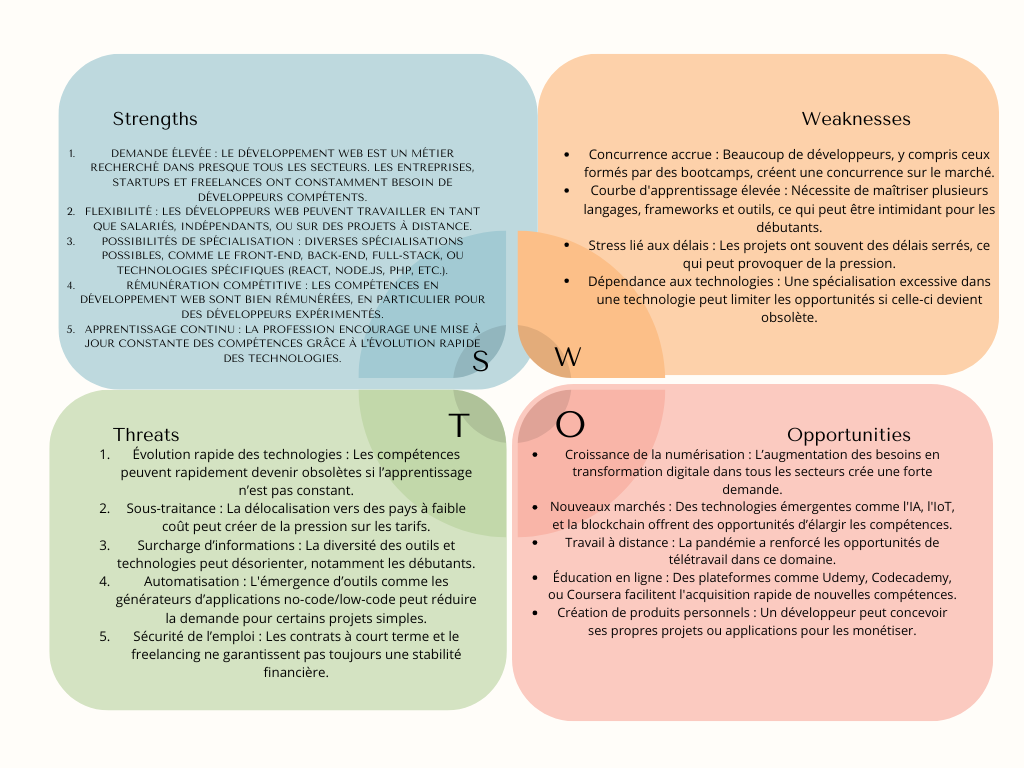 Strengths
1. DEMANDE ÉLEVÉE : LE DÉVELOPPEMENT WEB EST UN MÉTIER
RECHERCHÉ DANS PRESQUE TOUS LES SECTEURS. LES ENTREPRISES,
STARTUPS ET FREELANCES ONT CONSTAMMENT BESOIN DE
DÉVELOPPEURS COMPÉTENTS.
2. FLEXIBILITÉ : LES DÉVELOPPEURS WEB PEUVENT TRAVAILLER EN TANT
QUE SALARIÉS, INDÉPENDANTS, OU SUR DES PROJETS À DISTANCE.
3. POSSIBILITÉS DE SPÉCIALISATION : DIVERSES SPÉCIALISATIONS
POSSIBLES, COMME LE FRONT-END, BACK-END, FULL-STACK, OU
TECHNOLOGIES SPÉCIFIQUES (REACT, NODE.JS, PHP, ETC.).
4. RÉMUNÉRATION COMPÉTITIVE : LES COMPÉTENCES EN
DÉVELOPPEMENT WEB SONT BIEN RÉMUNÉRÉES, EN PARTICULIER POUR
DES DÉVELOPPEURS EXPÉRIMENTÉS.
5. APPRENTISSAGE CONTINU : LA PROFESSION ENCOURAGE UNE MISE À
JOUR CONSTANTE DES COMPÉTENCES GRÂCE À L'ÉVOLUTION RAPIDE
DES TECHNOLOGIES.
S
Weaknesses
• Concurrence accrue : Beaucoup de développeurs, y compris ceux
formés par des bootcamps, créent une concurrence sur le marché.
• Courbe d'apprentissage élevée : Nécessite de maîtriser plusieurs
langages, frameworks et outils, ce qui peut être intimidant pour les
débutants.
• Stress lié aux délais : Les projets ont souvent des délais serrés, ce
qui peut provoquer de la pression.
• Dépendance aux technologies : Une spécialisation excessive dans
une technologie peut limiter les opportunités si celle-ci devient
obsolète.
W
T
Threats
1. Évolution rapide des technologies : Les compétences
peuvent rapidement devenir obsolètes si l’apprentissage
n’est pas constant.
2. Sous-traitance : La délocalisation vers des pays à faible
coût peut créer de la pression sur les tarifs.
3. Surcharge d’informations : La diversité des outils et
technologies peut désorienter, notamment les débutants.
4. Automatisation : L'émergence d’outils comme les
générateurs d’applications no-code/low-code peut réduire
la demande pour certains projets simples.
5. Sécurité de l’emploi : Les contrats à court terme et le
freelancing ne garantissent pas toujours une stabilité
financière.
O
Opportunities
• Croissance de la numérisation : L’augmentation des besoins en
transformation digitale dans tous les secteurs crée une forte
demande.
• Nouveaux marchés : Des technologies émergentes comme l'IA, l'IoT,
et la blockchain offrent des opportunités d’élargir les compétences.
• Travail à distance : La pandémie a renforcé les opportunités de
télétravail dans ce domaine.
• Éducation en ligne : Des plateformes comme Udemy, Codecademy,
ou Coursera facilitent l'acquisition rapide de nouvelles compétences.
• Création de produits personnels : Un développeur peut concevoir
ses propres projets ou applications pour les monétiser.